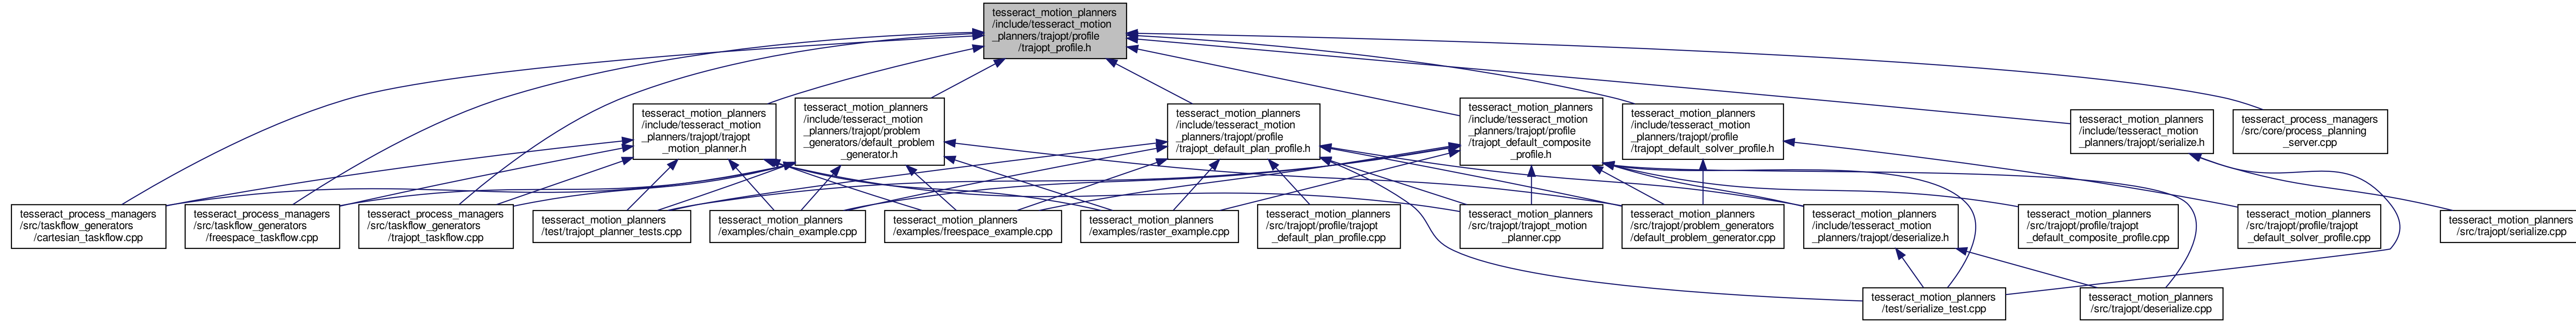 tesseract_motion_planners
/include/tesseract_motion
_planners/trajopt/profile
/trajopt_profile.h
tesseract_motion_planners
/include/tesseract_motion
_planners/trajopt/trajopt
_motion_planner.h
tesseract_motion_planners
/include/tesseract_motion
_planners/trajopt/problem
_generators/default_problem
_generator.h
tesseract_motion_planners
/include/tesseract_motion
_planners/trajopt/profile
/trajopt_default_plan_profile.h
tesseract_motion_planners
/include/tesseract_motion
_planners/trajopt/profile
/trajopt_default_composite
_profile.h
tesseract_motion_planners
/include/tesseract_motion
_planners/trajopt/profile
/trajopt_default_solver_profile.h
tesseract_motion_planners
/include/tesseract_motion
_planners/trajopt/serialize.h
tesseract_process_managers
/src/core/process_planning
_server.cpp
tesseract_process_managers
/src/taskflow_generators
/cartesian_taskflow.cpp
tesseract_process_managers
/src/taskflow_generators
/freespace_taskflow.cpp
tesseract_process_managers
/src/taskflow_generators
/trajopt_taskflow.cpp
tesseract_motion_planners
/test/trajopt_planner_tests.cpp
tesseract_motion_planners
/examples/chain_example.cpp
tesseract_motion_planners
/examples/freespace_example.cpp
tesseract_motion_planners
/examples/raster_example.cpp
tesseract_motion_planners
/src/trajopt/profile/trajopt
_default_plan_profile.cpp
tesseract_motion_planners
/src/trajopt/trajopt_motion
_planner.cpp
tesseract_motion_planners
/src/trajopt/problem_generators
/default_problem_generator.cpp
tesseract_motion_planners
/include/tesseract_motion
_planners/trajopt/deserialize.h
tesseract_motion_planners
/src/trajopt/profile/trajopt
_default_composite_profile.cpp
tesseract_motion_planners
/src/trajopt/profile/trajopt
_default_solver_profile.cpp
tesseract_motion_planners
/src/trajopt/serialize.cpp
tesseract_motion_planners
/test/serialize_test.cpp
tesseract_motion_planners
/src/trajopt/deserialize.cpp